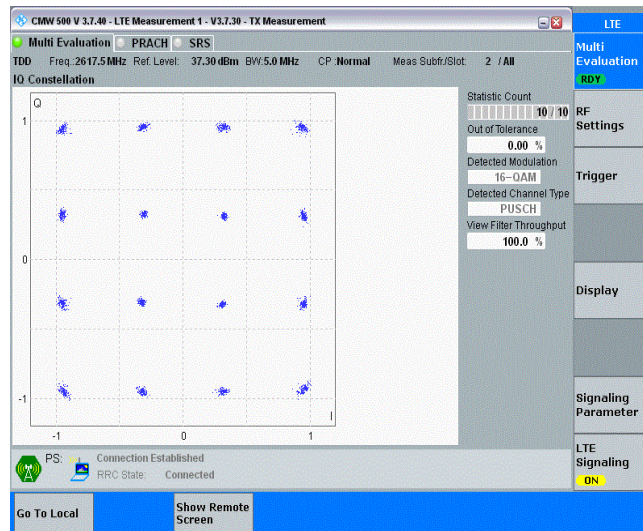 CMW 500 V 3.7.40 - LTE Measurement 1 - V3.7.30 - TX Measurement
LTE
Multi Evaluation PRACH SRS
Multi
Evaluation
RDY
TDD Freq.:2617.5 MHz Ref. Level: 37.30 dBm BW:5.0 MHz CP :Normal Meas Subfr./Slot: 2 / All
IQ Constellation
Q
1
0
-1
-1 0 1
I
Statistic Count
10 / 10
Out of Tolerance
0.00 %
Detected Modulation
16-QAM
Detected Channel Type
PUSCH
View Filter Throughput
100.0 %
RF
Settings
Trigger
Display
Signaling
Parameter
LTE
Signaling
ON
PS: Connection Established
RRC State: Connected
Go To Local
Show Remote
Screen